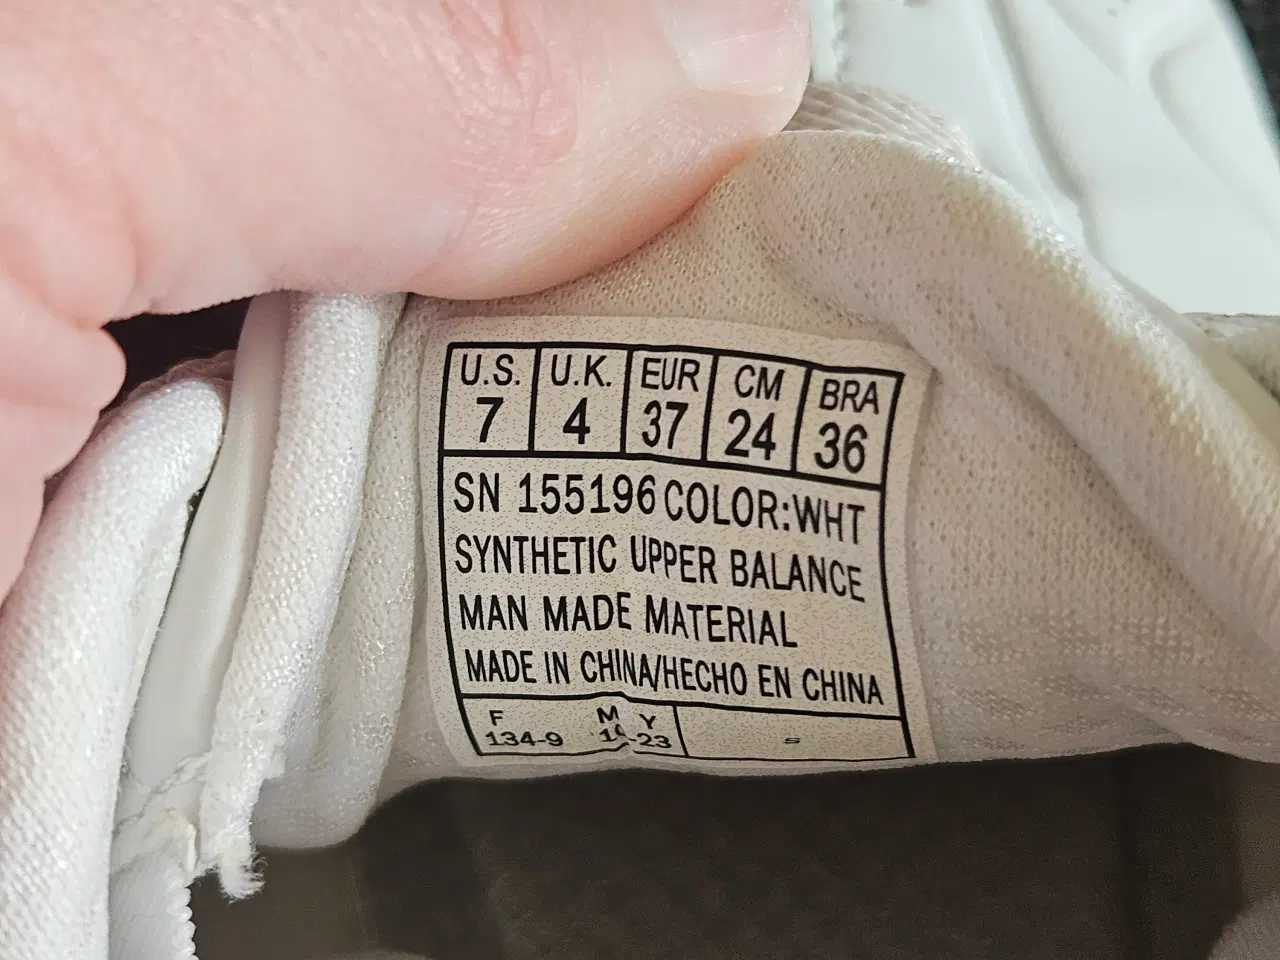 U.S. U.K. EUR CM BRA
7 4 37 24 36
SN 155196 COLOR:WHT
SYNTHETIC UPPER BALANCE
MAN MADE MATERIAL
MADE IN CHINA/HECHO EN CHINA
F M Y
134-9 -23